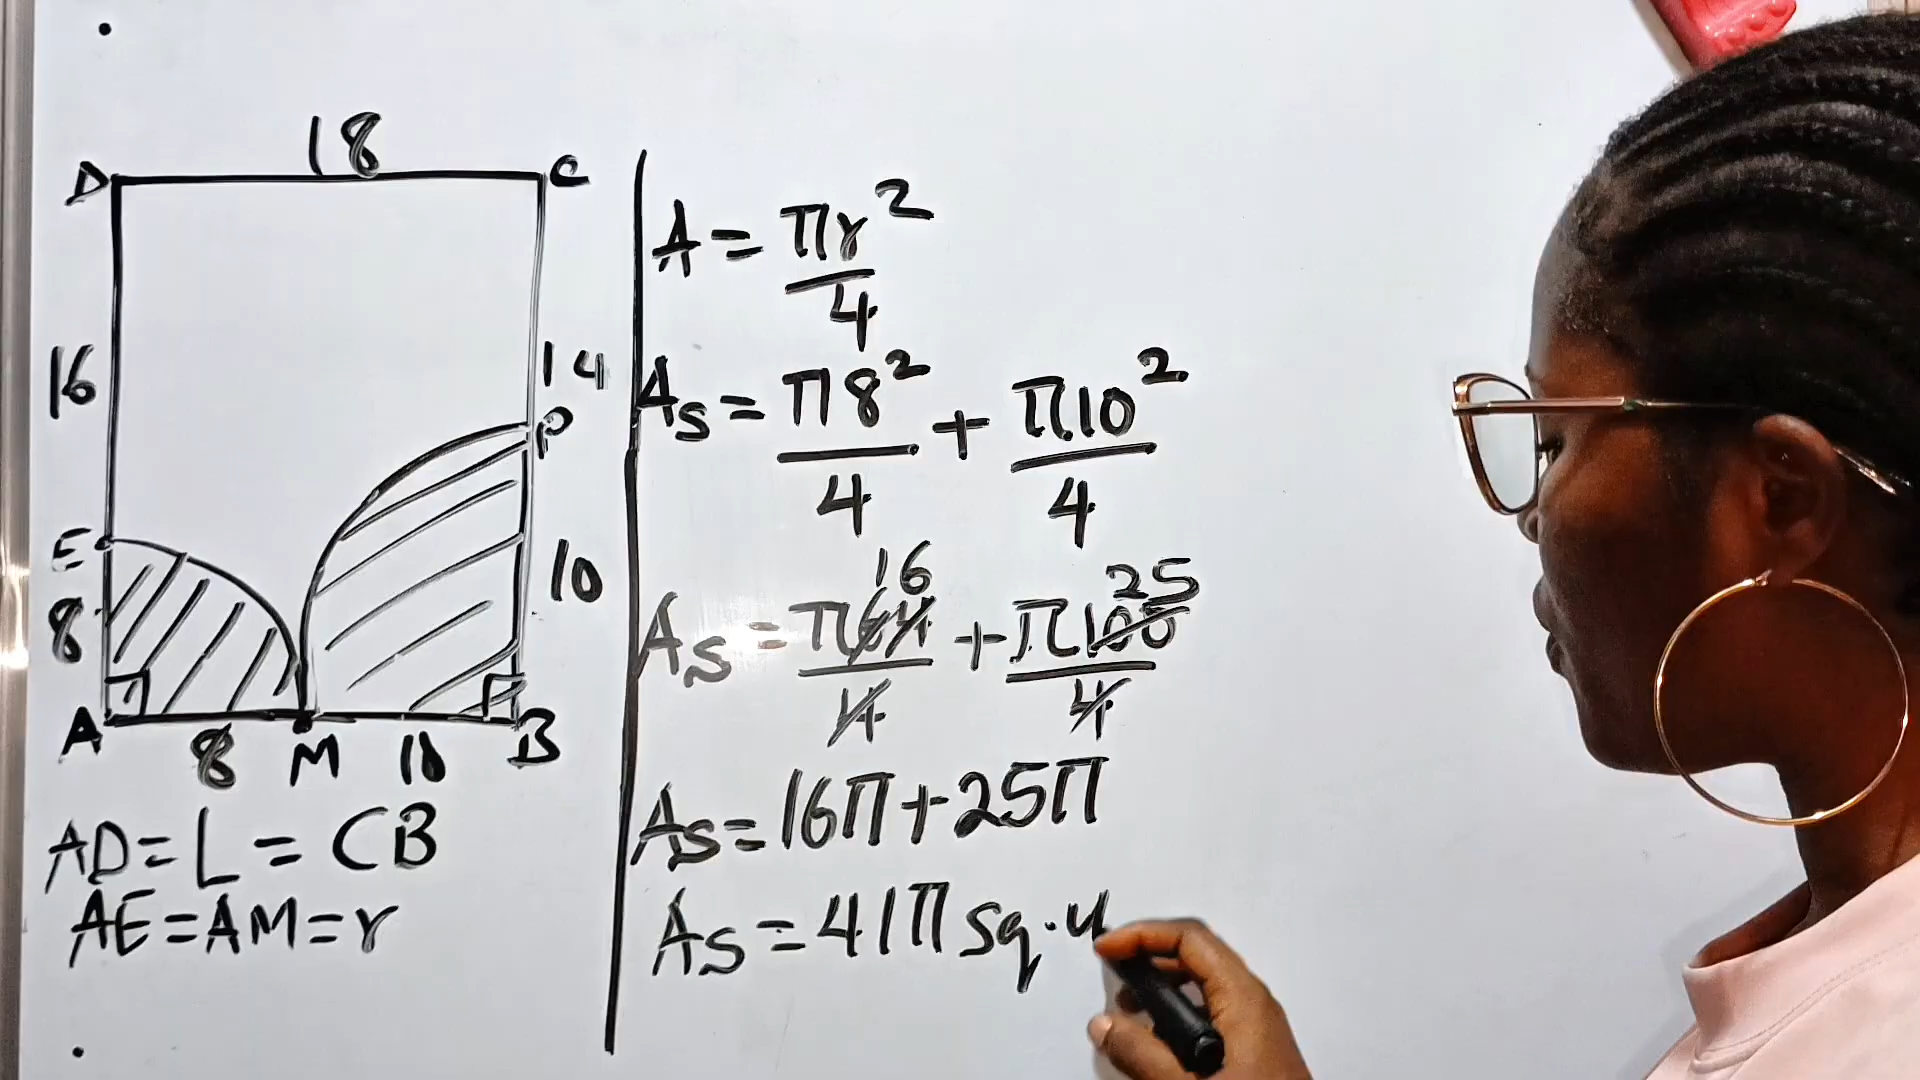 18
D C
16 14
P
E
8 10
A 8 M 10 B
AD = L = CB
AE = AM = r
A = πr²/4
As = π8²/4 + π10²/4
16 25
As = π64/4 + π100/4
As = 16π + 25π
As = 41π sq.u